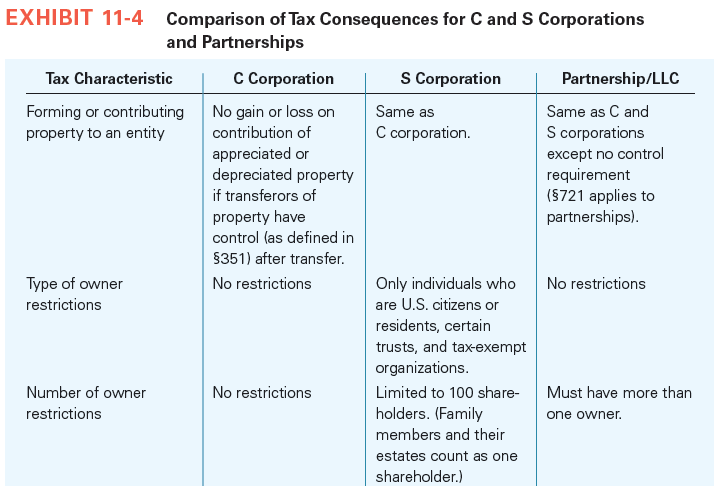 EXHIBIT 11-4 Comparison of Tax Consequences for C and S Corporations
and Partnerships
Tax Characteristic C Corporation S Corporation Partnership/LLC
Forming or contributing
property to an entity
No gain or loss on
contribution of
appreciated or
depreciated property
if transferors of
property have
control (as defined in
§351) after transfer.
Same as
C corporation.
Same as C and
S corporations
except no control
requirement
(§721 applies to
partnerships).
Type of owner
restrictions
No restrictions
Only individuals who
are U.S. citizens or
residents, certain
trusts, and tax-exempt
organizations.
No restrictions
Number of owner
restrictions
No restrictions
Limited to 100 share-
holders. (Family
members and their
estates count as one
shareholder.)
Must have more than
one owner.